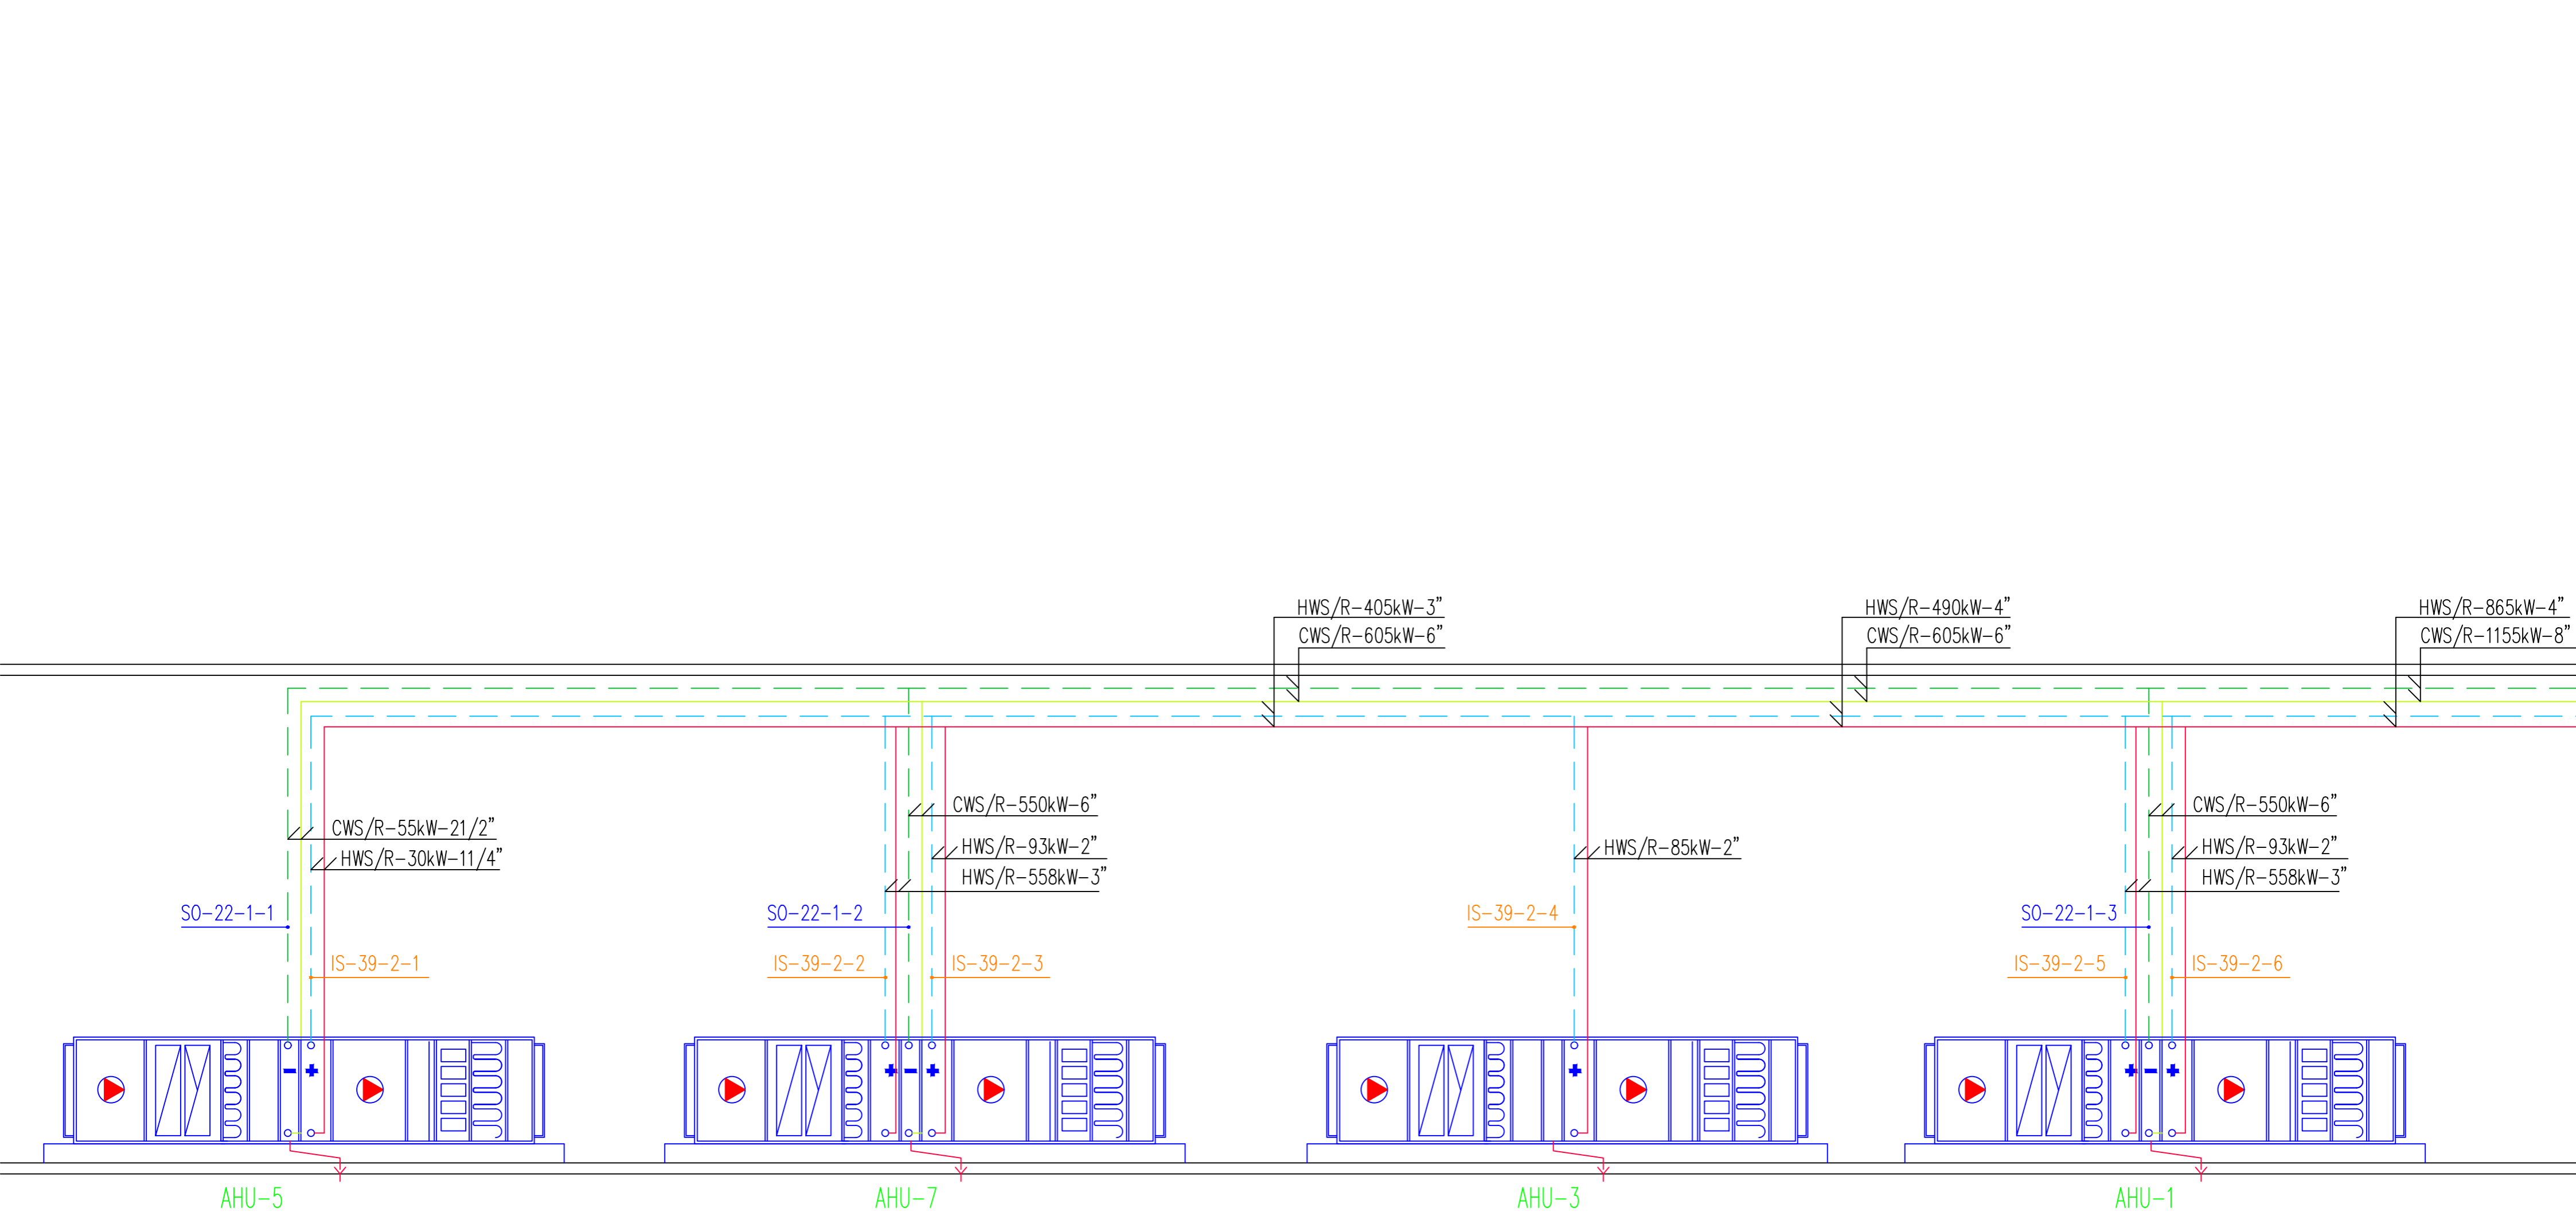 HWS/R-405kW-3"
CWS/R-605kW-6"
HWS/R-490kW-4"
CWS/R-605kW-6"
HWS/R-865kW-4"
CWS/R-1155kW-8"
CWS/R-55kW-21/2"
HWS/R-30kW-11/4"
SO-22-1-1
IS-39-2-1
CWS/R-550kW-6"
HWS/R-93kW-2"
HWS/R-558kW-3"
SO-22-1-2
IS-39-2-2
IS-39-2-3
HWS/R-85kW-2"
IS-39-2-4
CWS/R-550kW-6"
HWS/R-93kW-2"
HWS/R-558kW-3"
SO-22-1-3
IS-39-2-5
IS-39-2-6
AHU-5
AHU-7
AHU-3
AHU-1